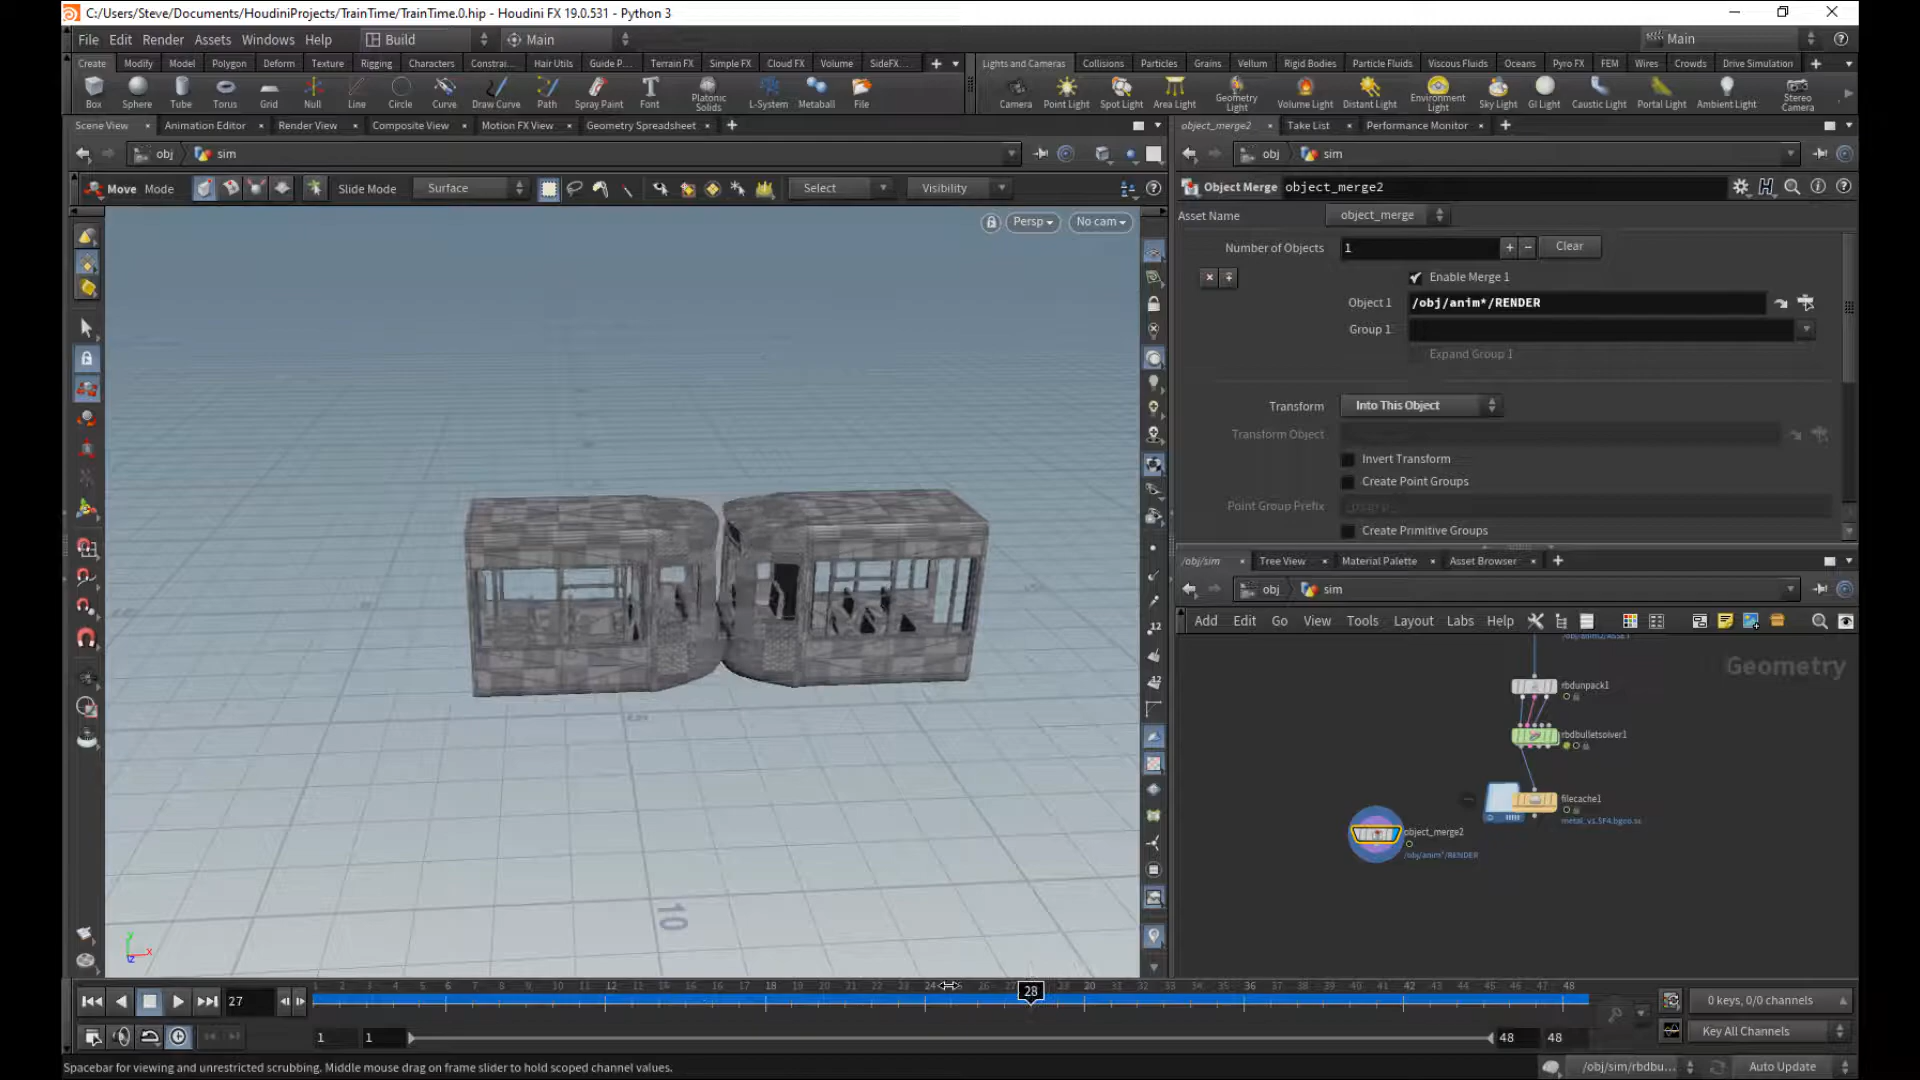 C:/Users/Steve/Documents/HoudiniProjects/TrainTime/TrainTime.0.hip - Houdini FX 19.0.531 - Python 3
File Edit Render Assets Windows Help Build Main Main
Create Modify Model Polygon Deform Texture Rigging Characters Constrai... Hair Utils Guide P... Terrain FX Simple FX Cloud FX Volume SideFX...
Lights and Cameras Collisions Particles Grains Vellum Rigid Bodies Particle Fluids Viscous Fluids Oceans Pyro FX FEM Wires Crowds Drive Simulation
Box Sphere Tube Torus Grid Null Line Circle Curve Draw Curve Path Spray Paint Font Platonic Solids L-System Metaball File
Camera Point Light Spot Light Area Light Geometry Light Volume Light Distant Light Environment Light Sky Light GI Light Caustic Light Portal Light Ambient Light Stereo Camera
Scene View Animation Editor Render View Composite View Motion FX View Geometry Spreadsheet
object_merge2 Take List Performance Monitor
obj sim
obj sim
Move Mode Slide Mode Surface Select Visibility
Object Merge object_merge2
Persp No cam
Asset Name object_merge
Number of Objects 1 + − Clear
Enable Merge 1
Object 1 /obj/anim*/RENDER
Group 1
Expand Group 1
Transform Into This Object
Transform Object
Invert Transform
Create Point Groups
Point Group Prefix
Create Primitive Groups
/obj/sim Tree View Material Palette Asset Browser
obj sim
Add Edit Go View Tools Layout Labs Help
Geometry
rbdunpack1
rbdbulletsolver1
filecache1
metal_v1.$F4.bgeo.sc
object_merge2
/obj/anim*/RENDER
10
27
28
1 1 48 48
0 keys, 0/0 channels
Key All Channels
Spacebar for viewing and unrestricted scrubbing. Middle mouse drag on frame slider to hold scoped channel values.
/obj/sim/rbdbu... Auto Update